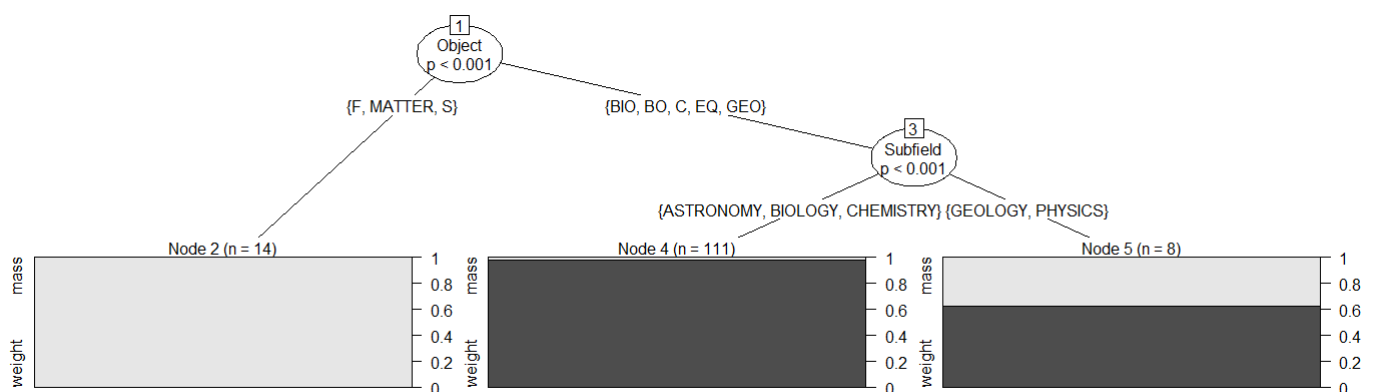 1
Object
p < 0.001
{F, MATTER, S}
{BIO, BO, C, EQ, GEO}
3
Subfield
p < 0.001
{ASTRONOMY, BIOLOGY, CHEMISTRY} {GEOLOGY, PHYSICS}
Node 2 (n = 14)
mass
weight
1
0.8
0.6
0.4
0.2
0
Node 4 (n = 111)
mass
weight
1
0.8
0.6
0.4
0.2
0
Node 5 (n = 8)
mass
weight
1
0.8
0.6
0.4
0.2
0